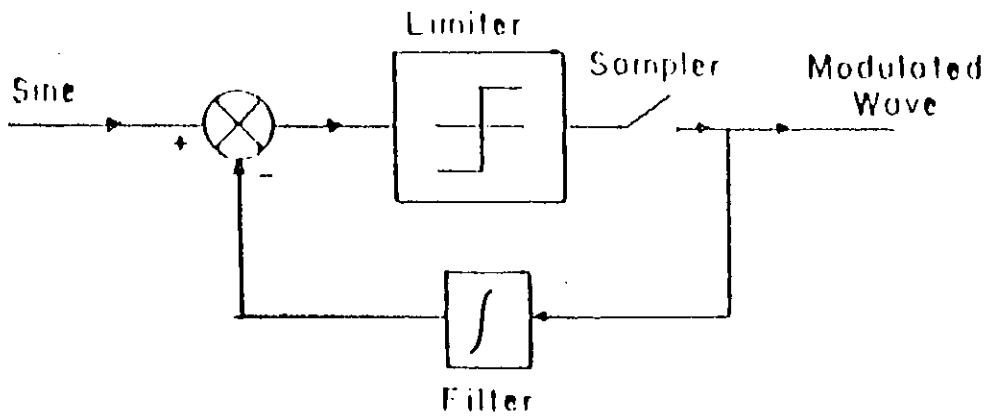 Limiter
Sampler
Modulated
Wave
Sine
+
-
Filter